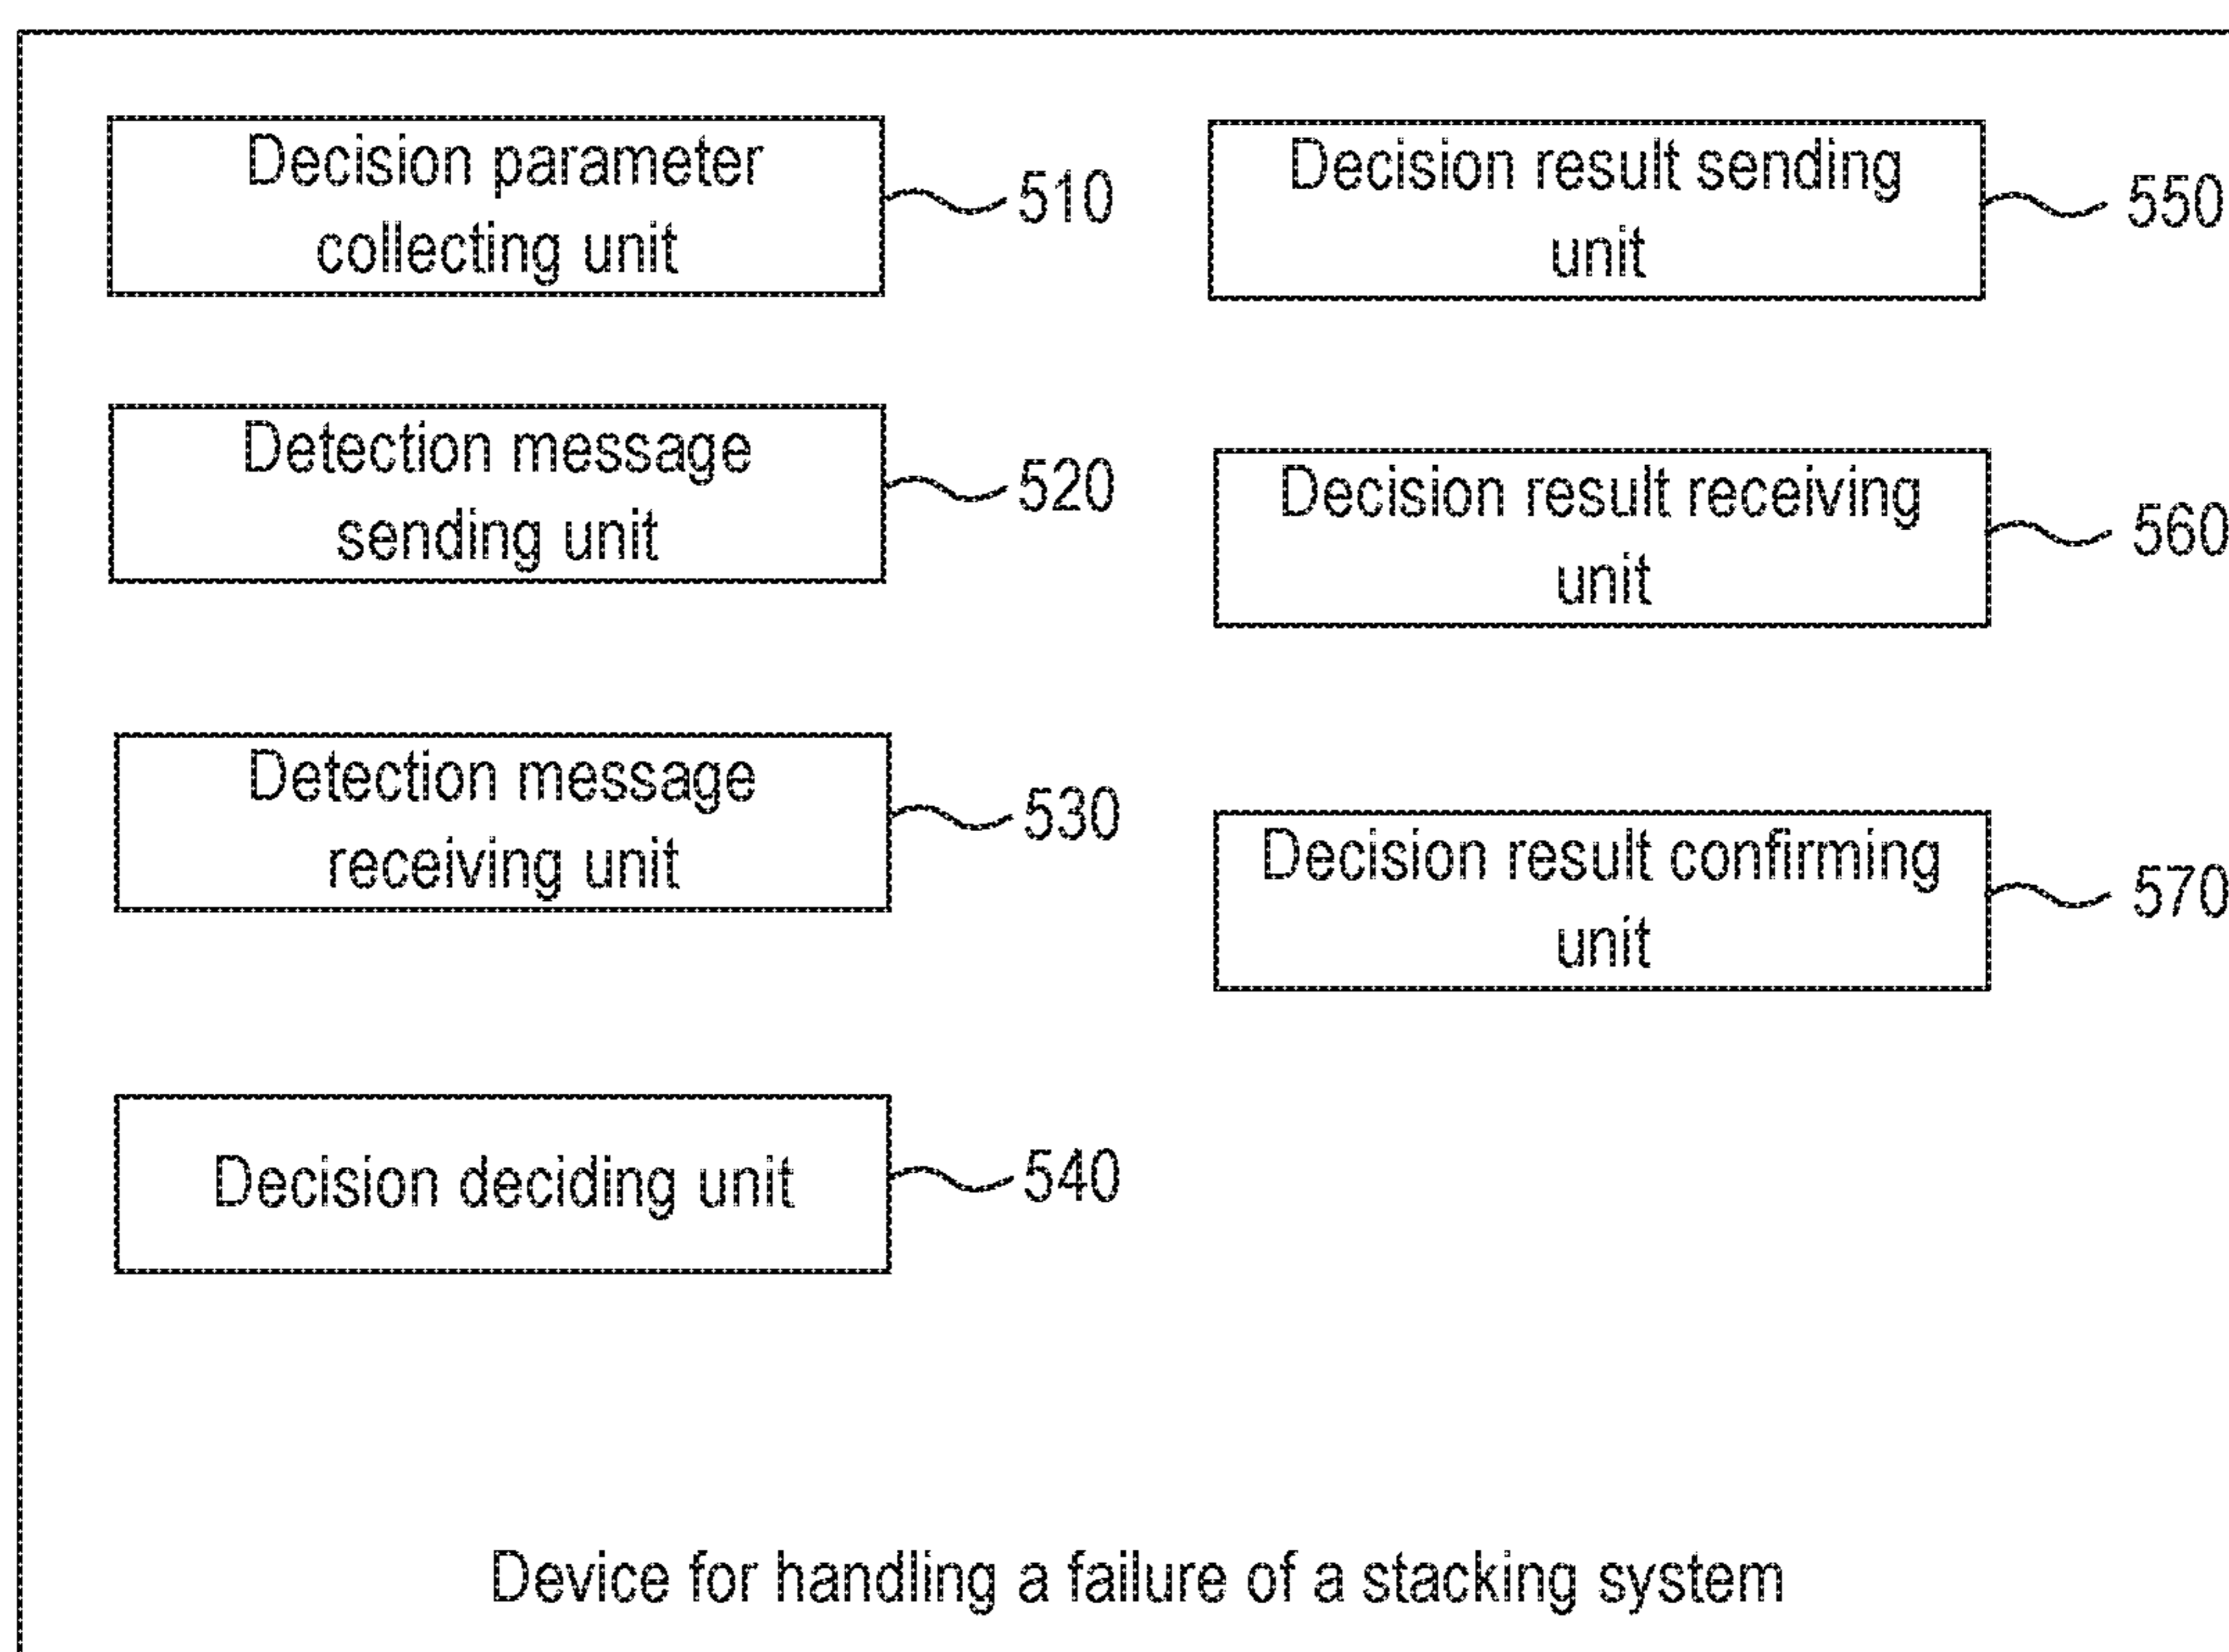 Decision parameter
collecting unit
510
Detection message
sending unit
520
Detection message
receiving unit
530
Decision deciding unit
540
Decision result sending
unit
550
Decision result receiving
unit
560
Decision result confirming
unit
570
Device for handling a failure of a stacking system